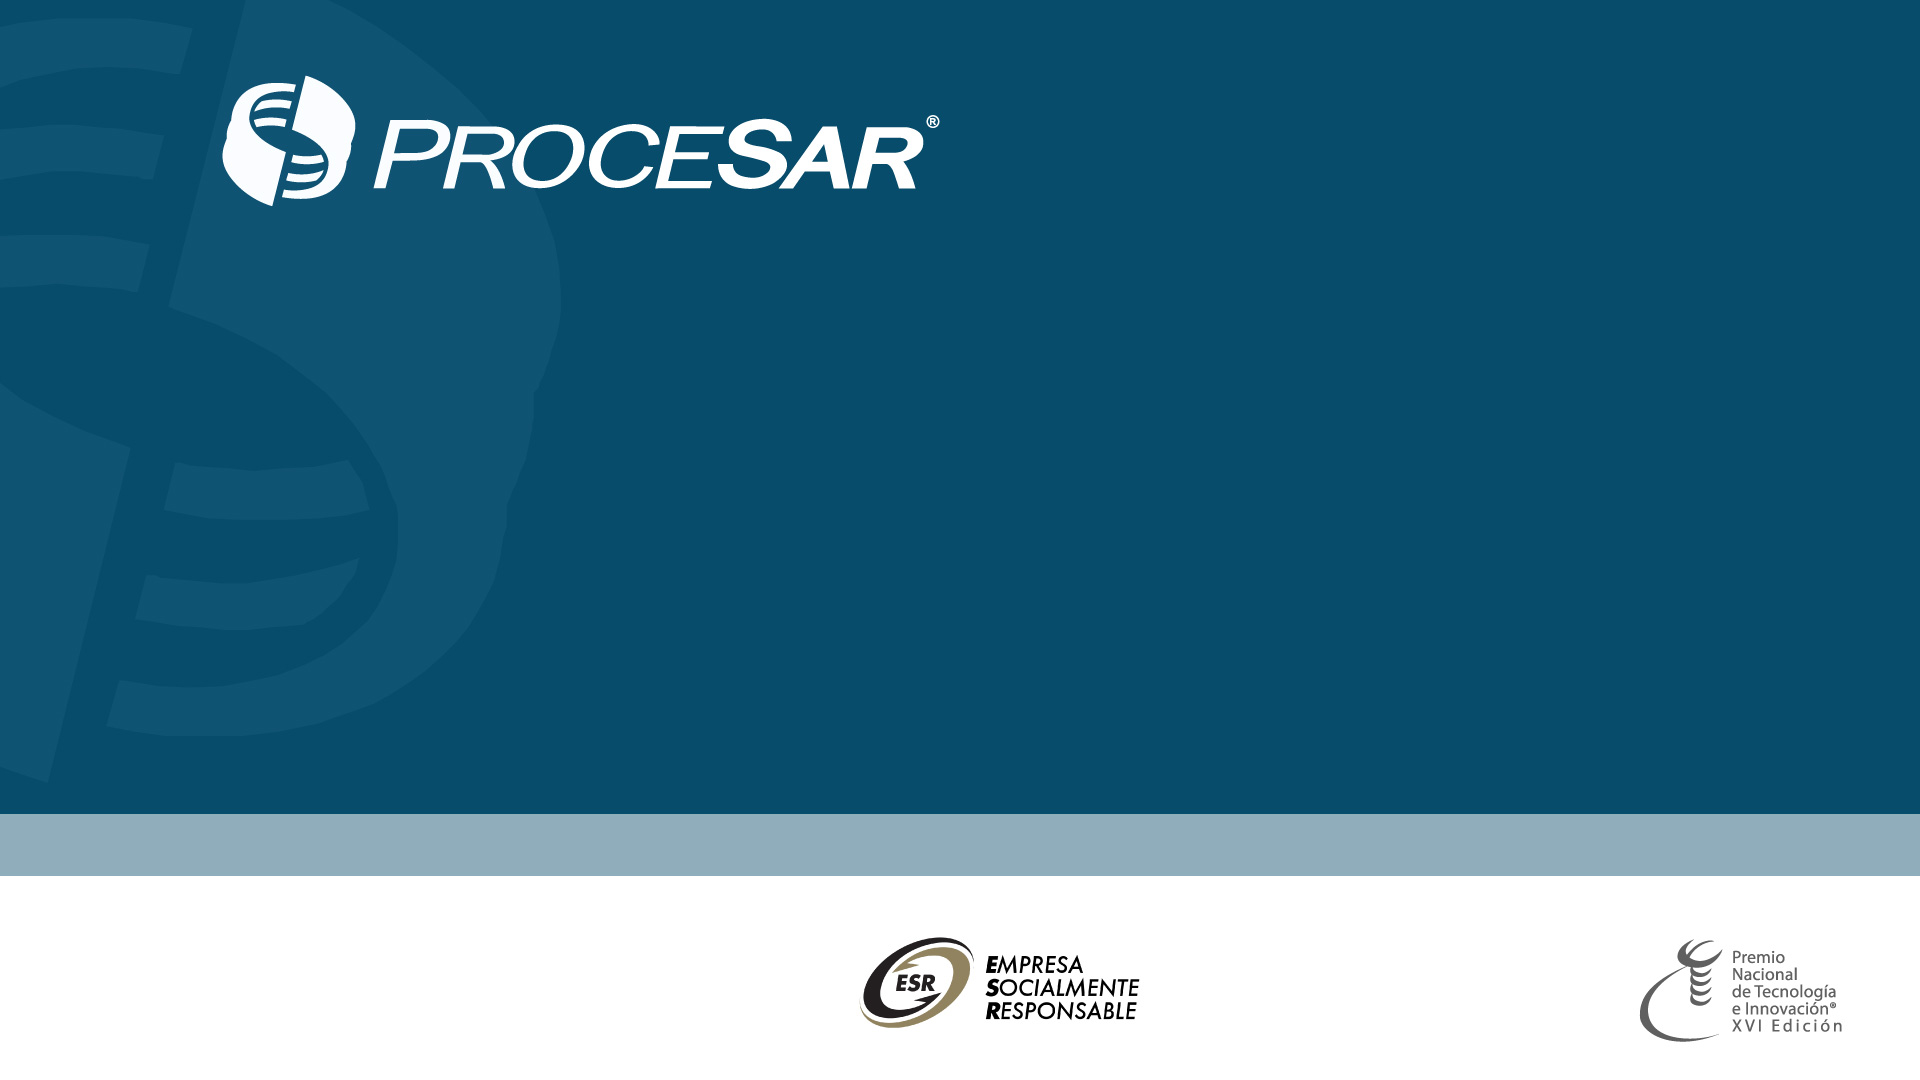 PROCESAR®
ESR
EMPRESA
SOCIALMENTE
RESPONSABLE
Premio
Nacional
de Tecnología
e Innovación®
XVI Edición